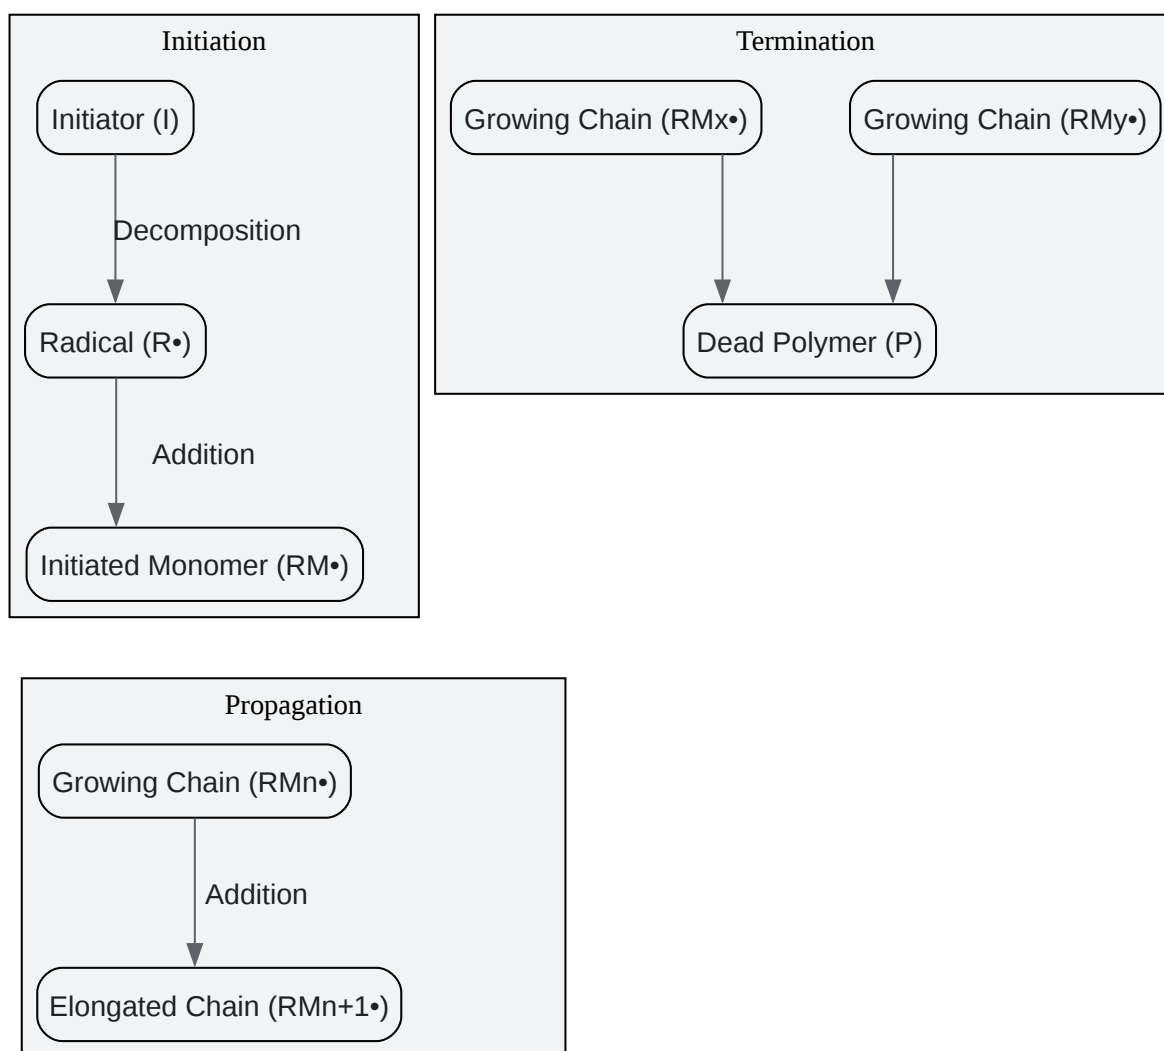 Initiation
Initiator (I)
Decomposition
Radical (R•)
Addition
Initiated Monomer (RM•)
Termination
Growing Chain (RMx•)
Growing Chain (RMy•)
Dead Polymer (P)
Propagation
Growing Chain (RMn•)
Addition
Elongated Chain (RMn+1•)